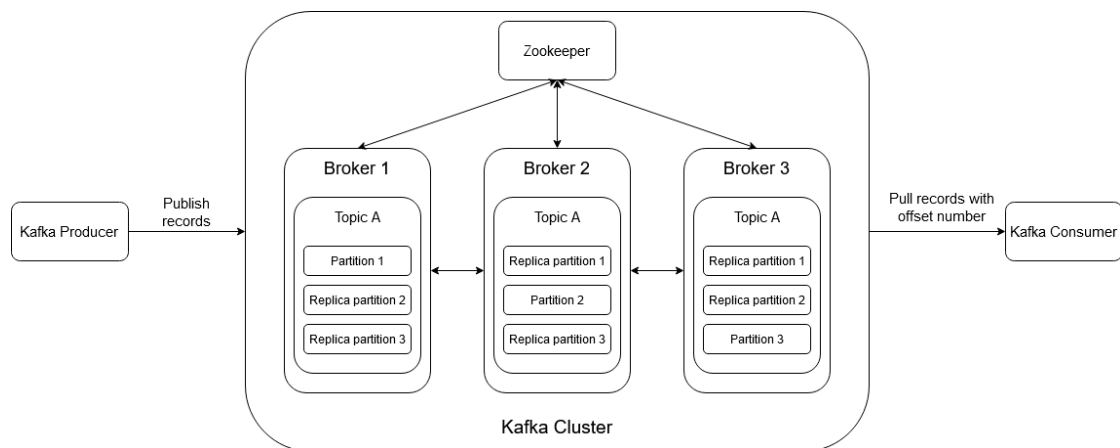 Zookeeper
Broker 1
Broker 2
Broker 3
Topic A
Topic A
Topic A
Publish
records
Pull records with
offset number
Kafka Producer
Kafka Consumer
Partition 1
Replica partition 1
Replica partition 1
Replica partition 2
Partition 2
Replica partition 2
Replica partition 3
Replica partition 3
Partition 3
Kafka Cluster